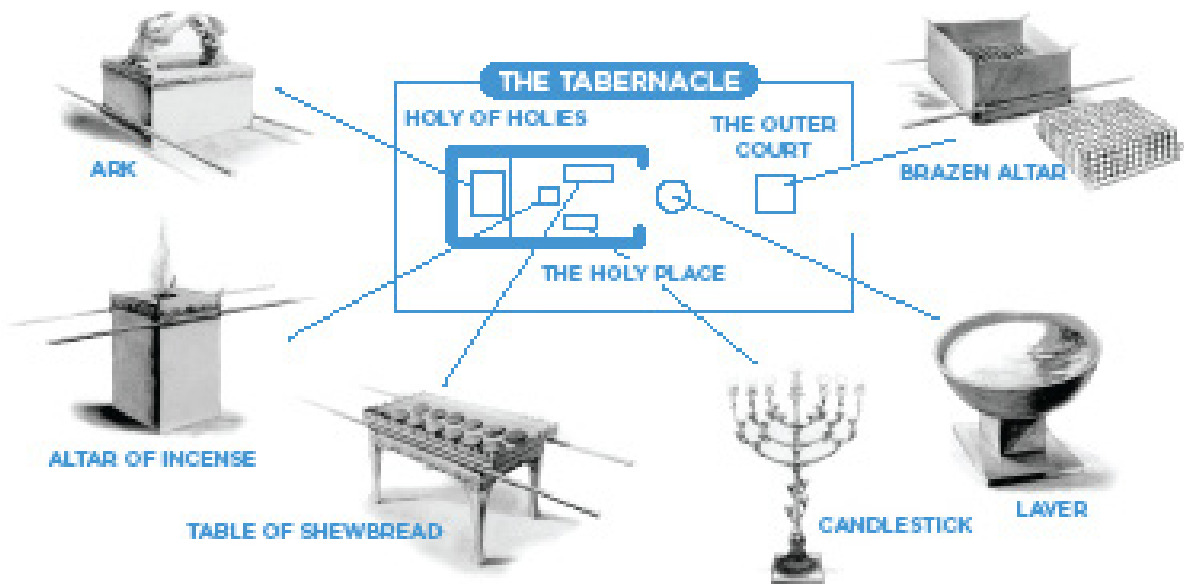 THE TABERNACLE
HOLY OF HOLIES
THE OUTER
COURT
ARK
BRAZEN ALTAR
THE HOLY PLACE
ALTAR OF INCENSE
TABLE OF SHEWBREAD
CANDLESTICK
LAVER